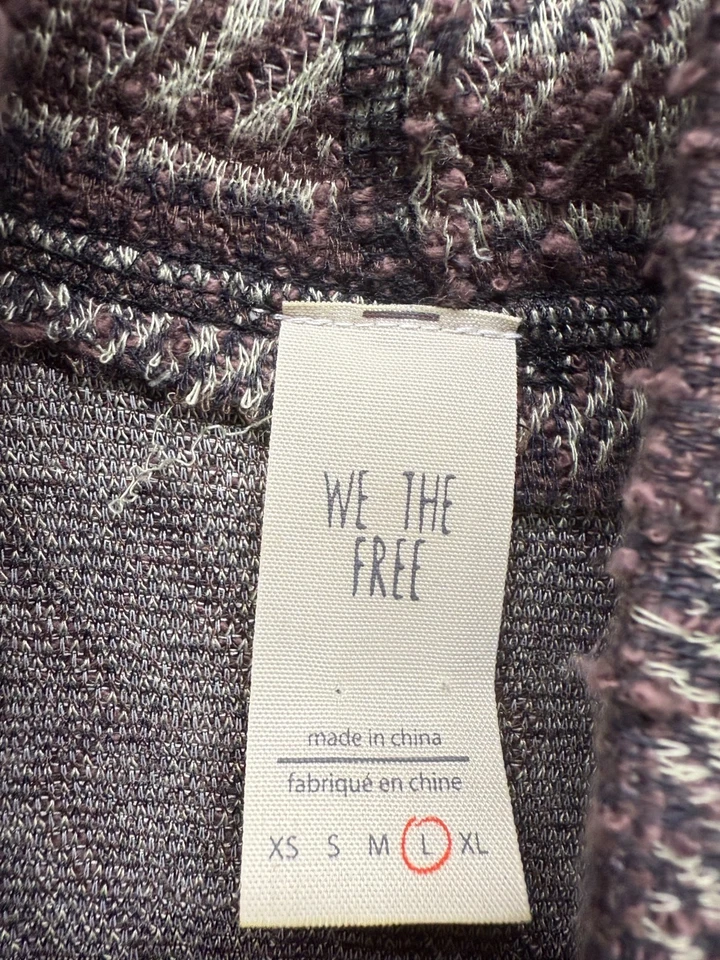 WE THE
FREE
made in china
fabriqué en chine
XS S M L XL